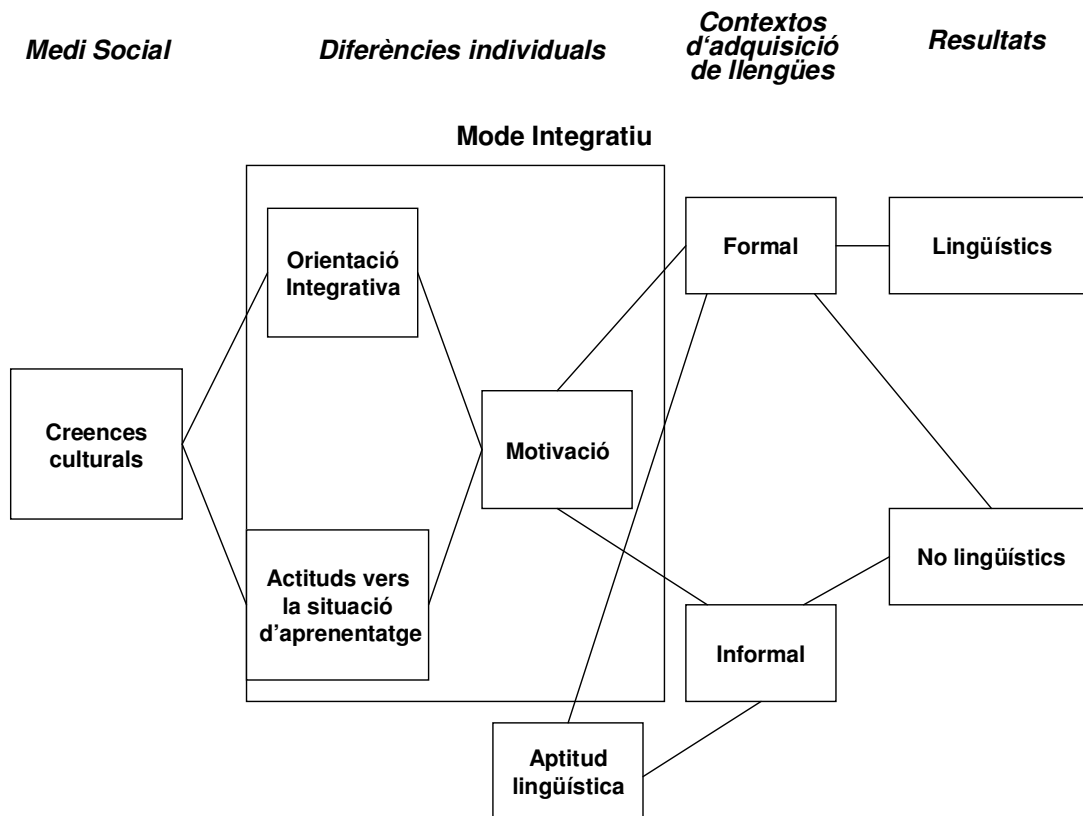 Medi Social
Diferències individuals
Contextos
d‘adquisició
de llengües
Resultats
Mode Integratiu
Orientació
Integrativa
Formal
Lingüístics
Creences
culturals
Motivació
Actituds vers
la situació
d’aprenentatge
No lingüístics
Informal
Aptitud
lingüística